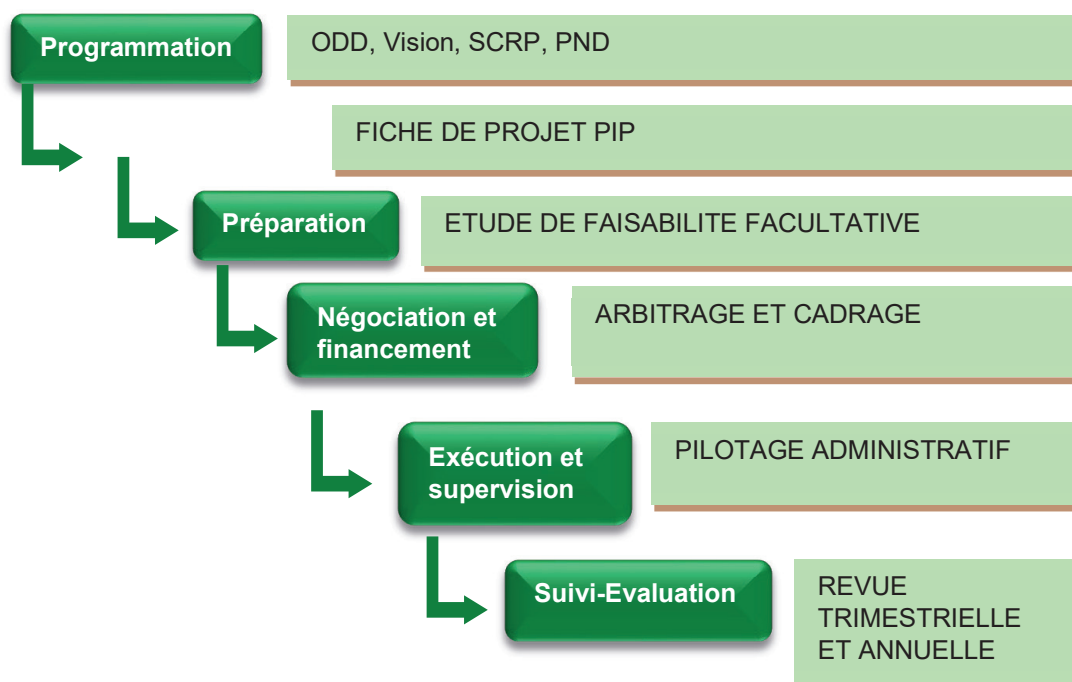 Programmation
ODD, Vision, SCRP, PND
FICHE DE PROJET PIP
Préparation
ETUDE DE FAISABILITE FACULTATIVE
Négociation et
financement
ARBITRAGE ET CADRAGE
Exécution et
supervision
PILOTAGE ADMINISTRATIF
Suivi-Evaluation
REVUE
TRIMESTRIELLE
ET ANNUELLE